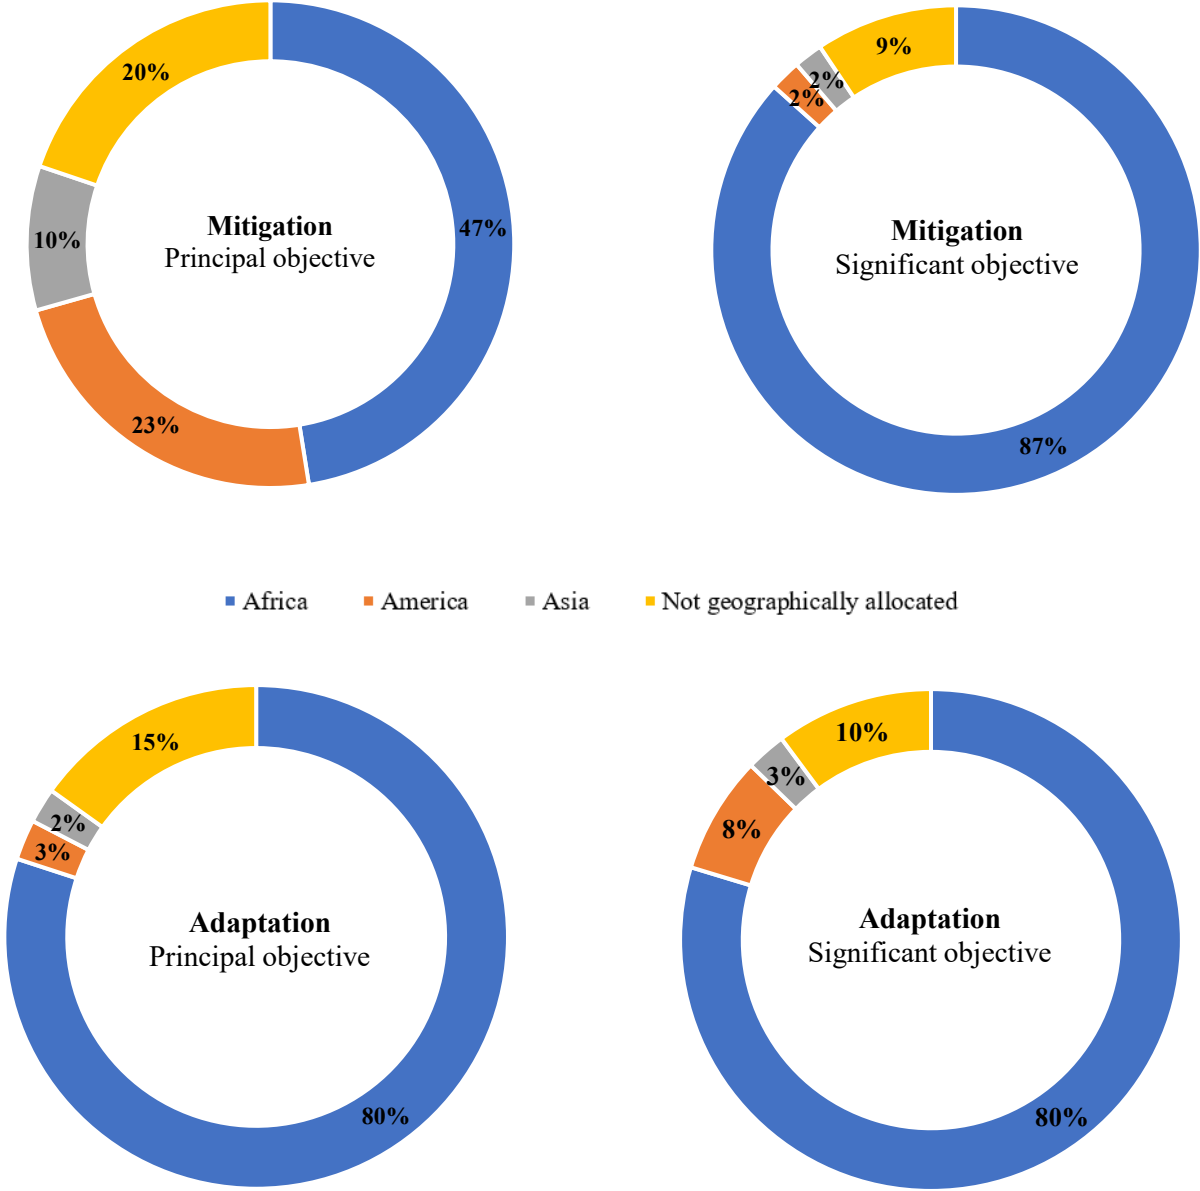 20%
10%
47%
23%
Mitigation
Principal objective
9%
2%
2%
87%
Mitigation
Significant objective
Africa
America
Asia
Not geographically allocated
15%
2%
3%
80%
Adaptation
Principal objective
10%
3%
8%
80%
Adaptation
Significant objective